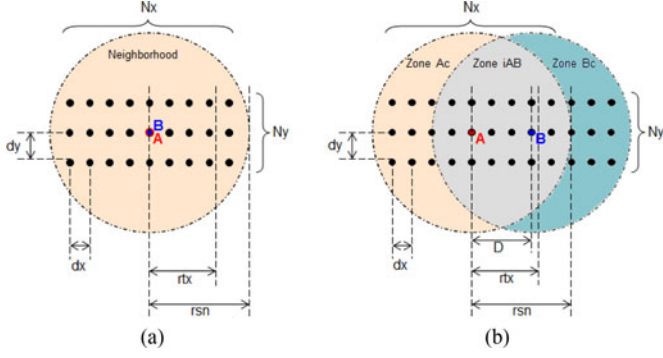 Nx
Neighborhood
B
A
Ny
dy
dx
rtx
rsn
(a)
Nx
Zone Ac
Zone iAB
Zone Bc
A
B
Ny
dy
dx
D
rtx
rsn
(b)